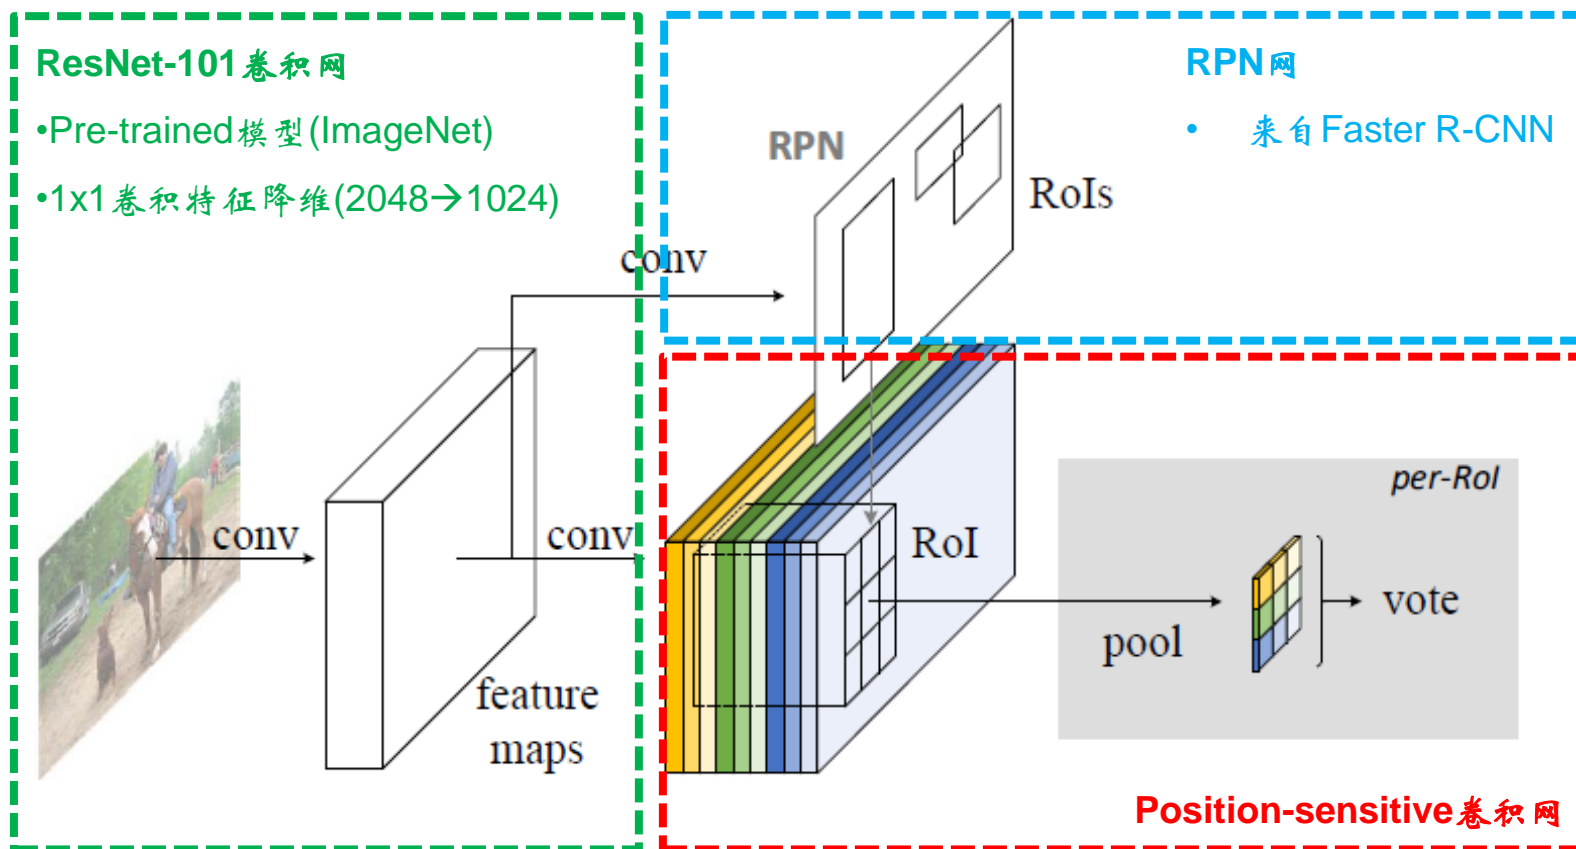 ResNet-101卷积网
•Pre-trained模型(ImageNet)
•1x1卷积特征降维(2048→1024)
RPN网
• 来自Faster R-CNN
RPN
RoIs
conv
conv
conv
feature
maps
RoI
per-RoI
pool
vote
Position-sensitive卷积网